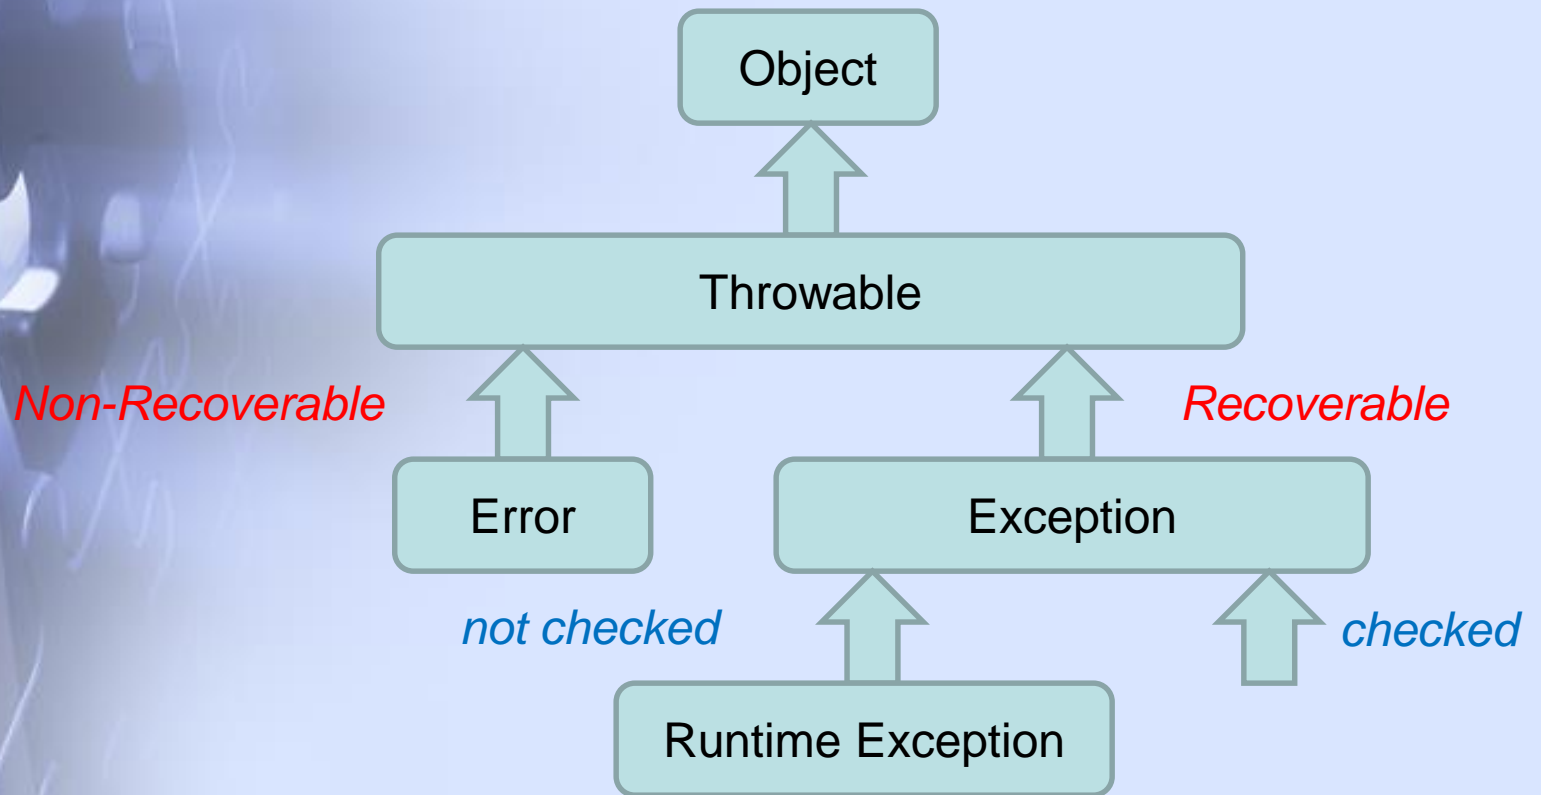 Object
Throwable
Non-Recoverable
Recoverable
Error
Exception
not checked
checked
Runtime Exception